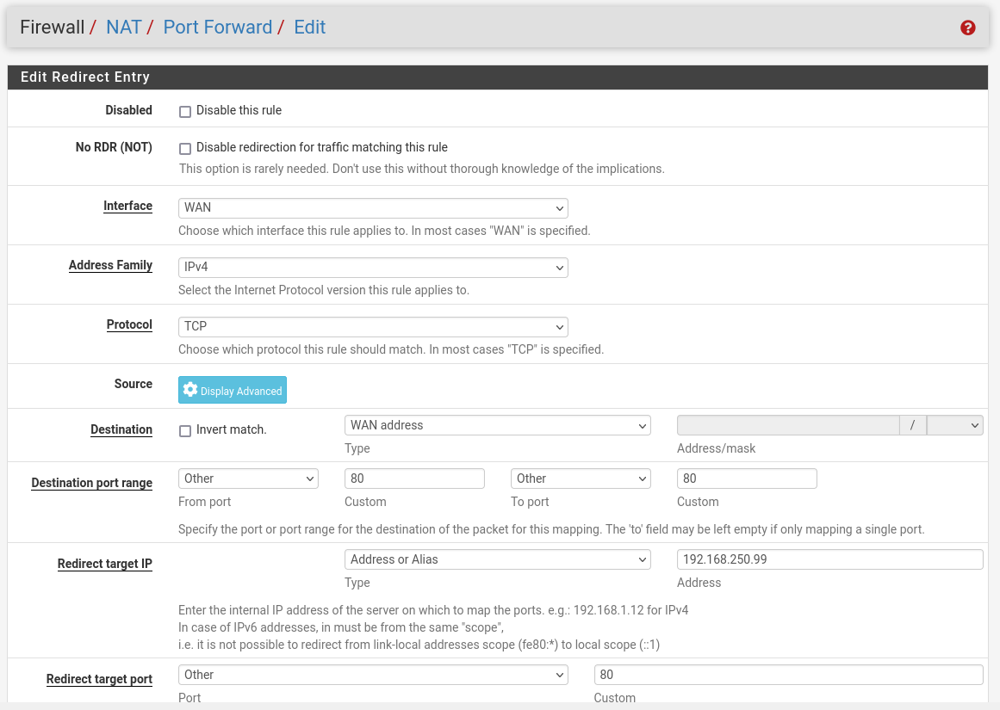 Firewall / NAT / Port Forward / Edit
Edit Redirect Entry
Disabled Disable this rule
No RDR (NOT) Disable redirection for traffic matching this rule
This option is rarely needed. Don't use this without thorough knowledge of the implications.
Interface WAN
Choose which interface this rule applies to. In most cases "WAN" is specified.
Address Family IPv4
Select the Internet Protocol version this rule applies to.
Protocol TCP
Choose which protocol this rule should match. In most cases "TCP" is specified.
Source Display Advanced
Destination Invert match. WAN address /
Type Address/mask
Destination port range Other 80 Other 80
From port Custom To port Custom
Specify the port or port range for the destination of the packet for this mapping. The 'to' field may be left empty if only mapping a single port.
Redirect target IP Address or Alias 192.168.250.99
Type Address
Enter the internal IP address of the server on which to map the ports. e.g.: 192.168.1.12 for IPv4
In case of IPv6 addresses, in must be from the same "scope",
i.e. it is not possible to redirect from link-local addresses scope (fe80:*) to local scope (::1)
Redirect target port Other 80
Port Custom